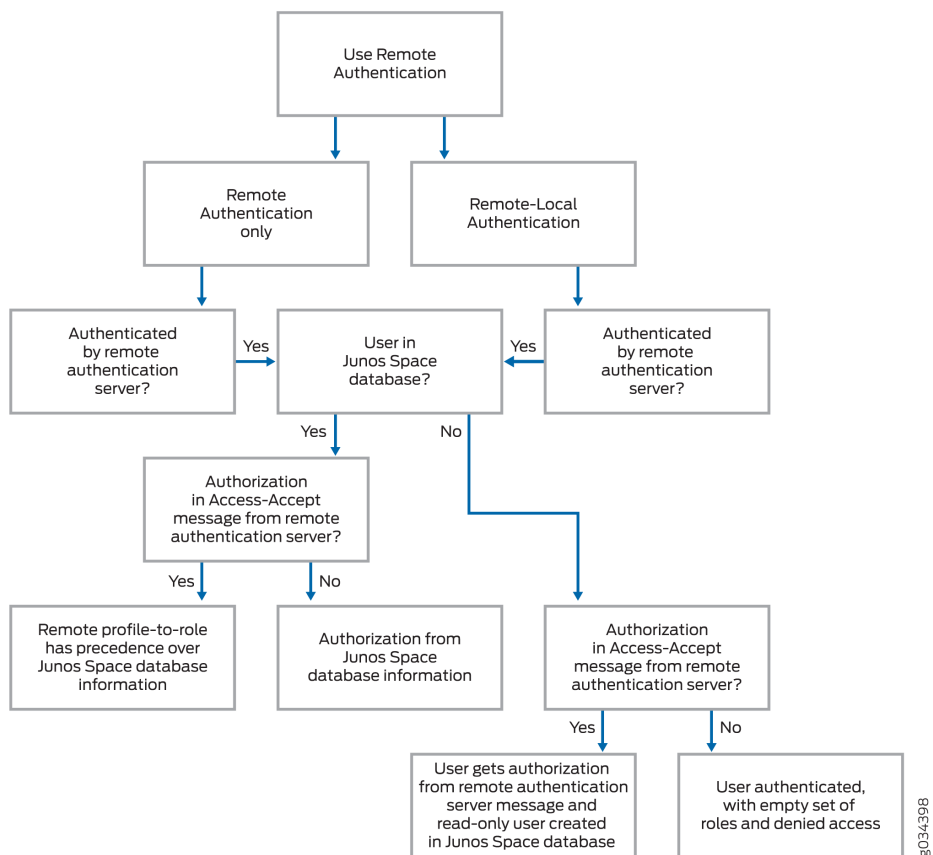 Use Remote
Authentication
Remote
Authentication
only
Remote-Local
Authentication
Authenticated
by remote
authentication
server?
Yes
User in
Junos Space
database?
Yes
Authenticated
by remote
authentication
server?
Yes
No
Authorization
in Access-Accept
message from remote
authentication server?
Yes
No
Remote profile-to-role
has precedence over
Junos Space database
information
Authorization from
Junos Space
database information
Authorization
in Access-Accept
message from remote
authentication server?
Yes
No
User gets authorization
from remote authentication
server message and
read-only user created
in Junos Space database
User authenticated,
with empty set of
roles and denied access
g034398